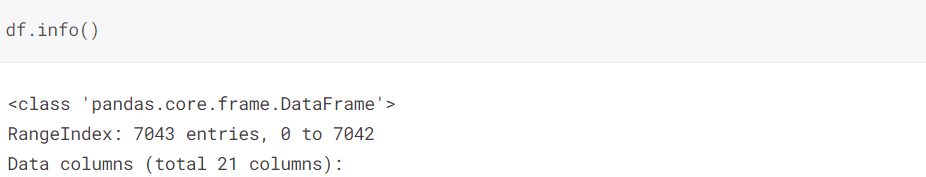 df.info()
<class 'pandas.core.frame.DataFrame'>
RangeIndex: 7043 entries, 0 to 7042
Data columns (total 21 columns):